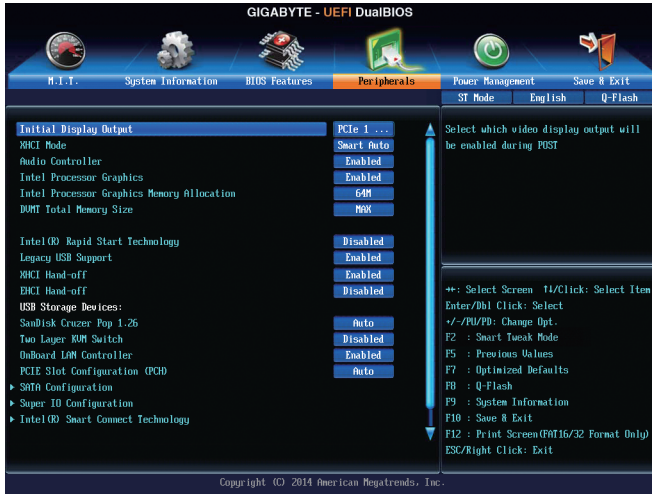 GIGABYTE - UEFI DualBIOS
M.I.T.
System Information
BIOS Features
Peripherals
Power Management
Save & Exit
ST Mode
English
Q-Flash
Initial Display Output PCIe 1 ...
XHCI Mode Smart Auto
Audio Controller Enabled
Intel Processor Graphics Enabled
Intel Processor Graphics Memory Allocation 64M
DVMT Total Memory Size MAX
Intel(R) Rapid Start Technology Disabled
Legacy USB Support Enabled
XHCI Hand-off Enabled
EHCI Hand-off Disabled
USB Storage Devices:
SanDisk Cruzer Pop 1.26 Auto
Two Layer KVM Switch Disabled
OnBoard LAN Controller Enabled
PCIE Slot Configuration (PCH) Auto
SATA Configuration
Super IO Configuration
Intel(R) Smart Connect Technology
Select which video display output will
be enabled during POST
→←: Select Screen ↑↓/Click: Select Item
Enter/Dbl Click: Select
+/-/PU/PD: Change Opt.
F2 : Smart Tweak Mode
F5 : Previous Values
F7 : Optimized Defaults
F8 : Q-Flash
F9 : System Information
F10 : Save & Exit
F12 : Print Screen(FAT16/32 Format Only)
ESC/Right Click: Exit
Copyright (C) 2014 American Megatrends, Inc.